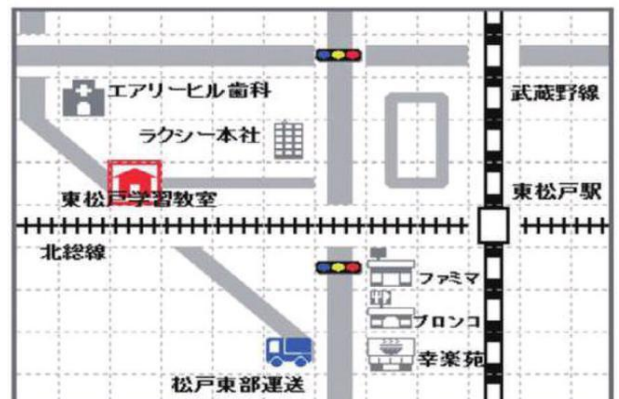 エアリーヒル歯科
武蔵野線
ラクシー本社
東松戸駅
東松戸学習教室
北総線
ファミマ
ブロンコ
幸楽苑
松戸東部運送